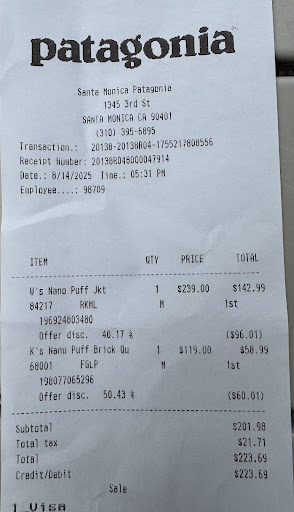 patagonia
Santa Monica Patagonia
1345 3rd St
SANTA MONICA CA 90401
(310) 395-6895
Transaction.: 20138-20138R04-1755217808556
Receipt Number: 20138R0480047914
Date.: 8/14/2025 Time.: 05:31 PM
Employee....: 98709
ITEM QTY PRICE TOTAL
W's Nano Puff Jkt 1 $239.00 $142.99
84217 RKML M 1st
196924803480
Offer disc. 40.17 % ($96.01)
K's Nano Puff Brick Qu 1 $119.00 $58.99
68001 FGLP M 1st
198077065296
Offer disc. 50.43 % ($60.01)
Subtotal $201.98
Total tax $21.71
Total $223.69
Credit/Debit $223.69
Sale
1 Visa